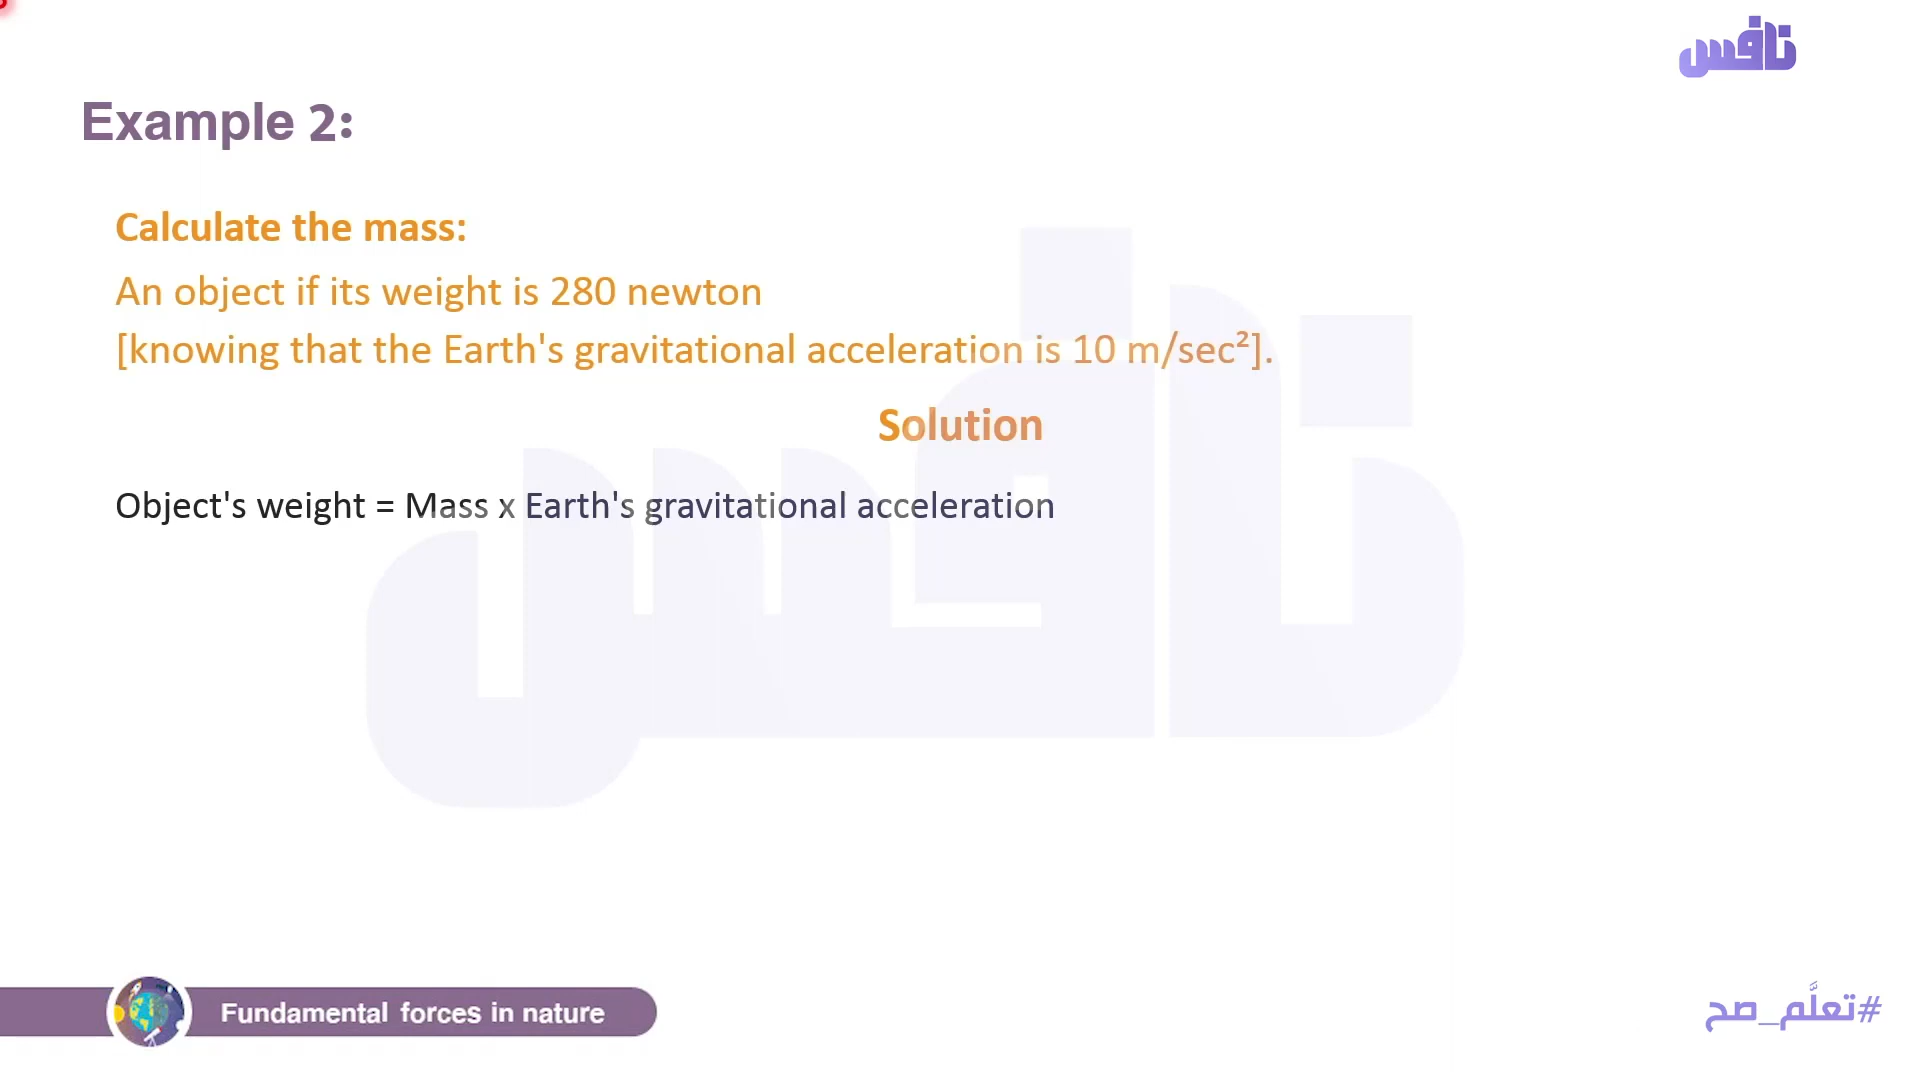 نافس
Example 2:
Calculate the mass:
An object if its weight is 280 newton
[knowing that the Earth's gravitational acceleration is 10 m/sec²].
Solution
Object's weight = Mass x Earth's gravitational acceleration
نافس
Fundamental forces in nature
#تعلَّم_صح